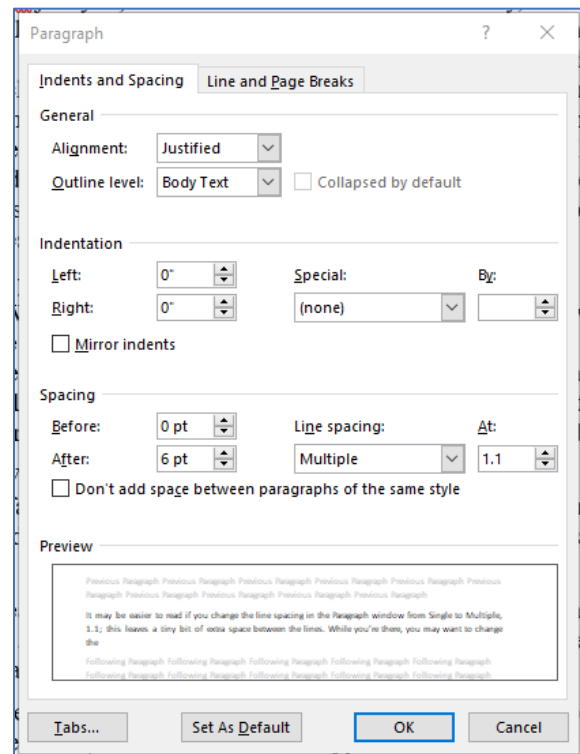 Paragraph ? ×
Indents and Spacing Line and Page Breaks
General
Alignment: Justified
Outline level: Body Text Collapsed by default
Indentation
Left: 0" Special: By:
Right: 0" (none)
Mirror indents
Spacing
Before: 0 pt Line spacing: At:
After: 6 pt Multiple 1.1
Don't add space between paragraphs of the same style
Preview
Previous Paragraph Previous Paragraph Previous Paragraph Previous Paragraph Previous Paragraph Previous
Paragraph Previous Paragraph Previous Paragraph Previous Paragraph Previous Paragraph
It may be easier to read if you change the line spacing in the Paragraph window from Single to Multiple,
1.1; this leaves a tiny bit of extra space between the lines. While you're there, you may want to change
the
Following Paragraph Following Paragraph Following Paragraph Following Paragraph Following Paragraph
Following Paragraph Following Paragraph Following Paragraph Following Paragraph Following Paragraph
Tabs... Set As Default OK Cancel